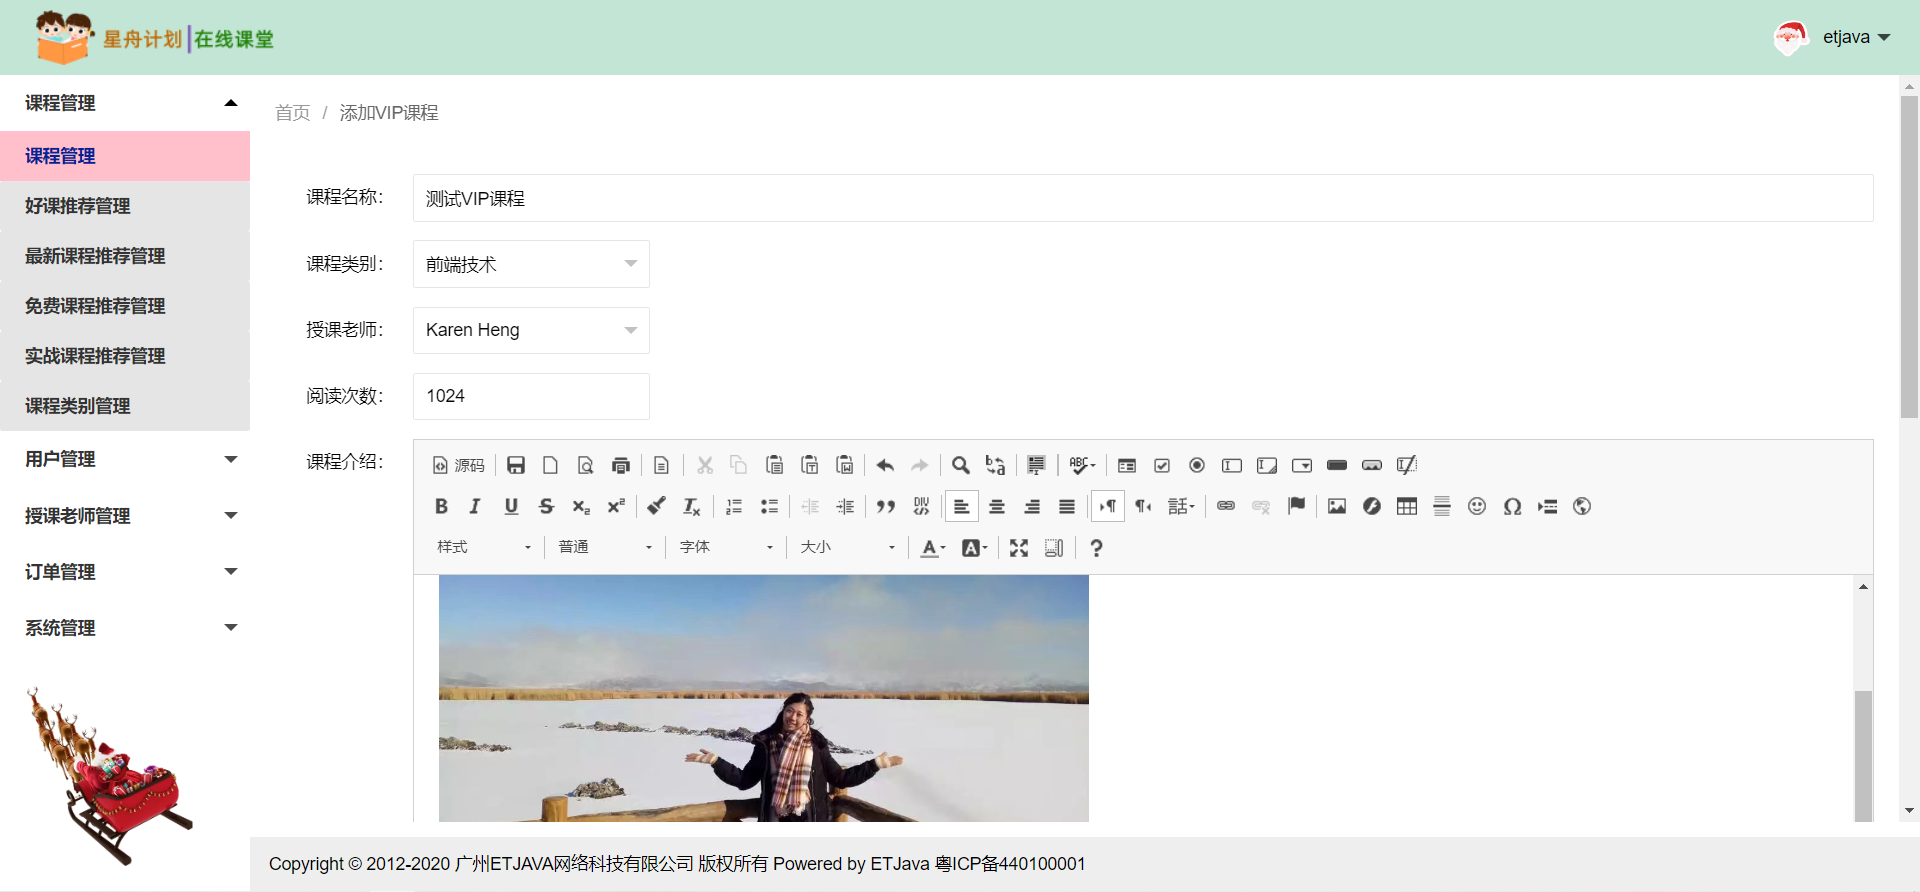 星舟计划|在线课堂
etjava
课程管理
首页 / 添加VIP课程
课程管理
好课推荐管理
最新课程推荐管理
免费课程推荐管理
实战课程推荐管理
课程类别管理
用户管理
授课老师管理
订单管理
系统管理
课程名称：
测试VIP课程
课程类别：
前端技术
授课老师：
Karen Heng
阅读次数：
1024
课程介绍：
源码
样式 普通 字体 大小
Copyright © 2012-2020 广州ETJAVA网络科技有限公司 版权所有 Powered by ETJava 粤ICP备440100001